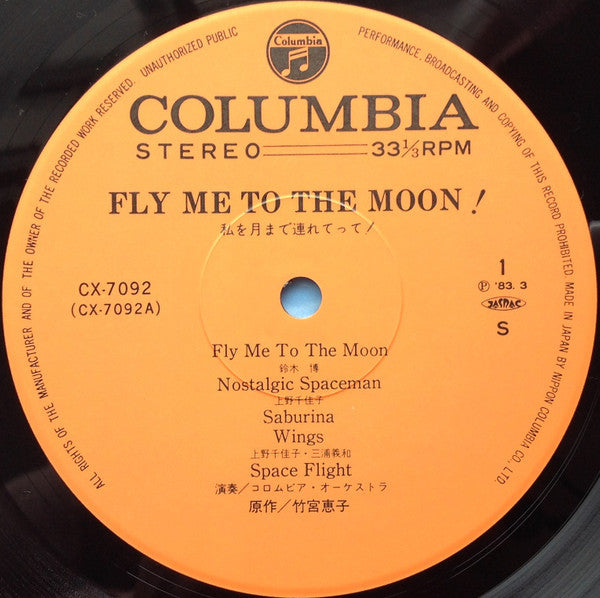 ALL RIGHTS OF THE MANUFACTURER AND OF THE OWNER OF THE RECORDED WORK RESERVED. UNAUTHORIZED PUBLIC PERFORMANCE, BROADCASTING AND COPYING OF THIS RECORD PROHIBITED. MADE IN JAPAN BY NIPPON COLUMBIA CO., LTD.
Columbia
COLUMBIA
STEREO 33 1/3 RPM
FLY ME TO THE MOON!
私を月まで連れてって!
CX-7092
(CX-7092A)
1
Ⓟ '83. 3
JASRAC
S
Fly Me To The Moon
鈴木 博
Nostalgic Spaceman
上野千佳子
Saburina
Wings
上野千佳子・三浦義和
Space Flight
演奏/コロムビア・オーケストラ
原作/竹宮恵子